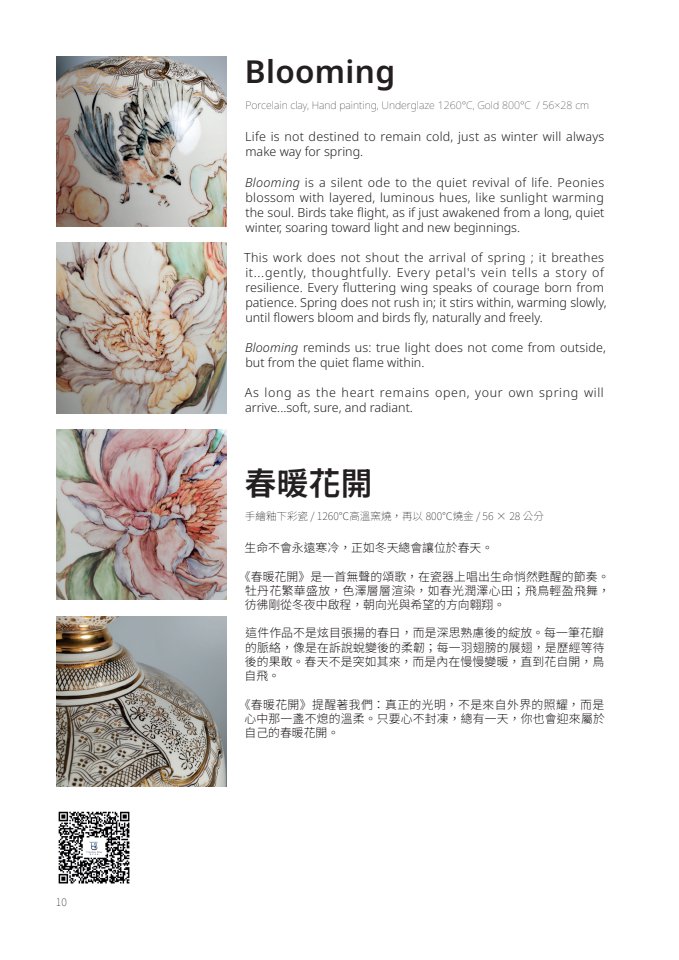 Blooming
Porcelain clay, Hand painting, Underglaze 1260°C, Gold 800°C / 56×28 cm
Life is not destined to remain cold, just as winter will always
make way for spring.
Blooming is a silent ode to the quiet revival of life. Peonies
blossom with layered, luminous hues, like sunlight warming
the soul. Birds take flight, as if just awakened from a long, quiet
winter, soaring toward light and new beginnings.
This work does not shout the arrival of spring ; it breathes
it...gently, thoughtfully. Every petal's vein tells a story of
resilience. Every fluttering wing speaks of courage born from
patience. Spring does not rush in; it stirs within, warming slowly,
until flowers bloom and birds fly, naturally and freely.
Blooming reminds us: true light does not come from outside,
but from the quiet flame within.
As long as the heart remains open, your own spring will
arrive...soft, sure, and radiant.
春暖花開
手繪釉下彩瓷 / 1260°C高溫窯燒，再以 800°C燒金 / 56 × 28 公分
生命不會永遠寒冷，正如冬天總會讓位於春天。
《春暖花開》是一首無聲的頌歌，在瓷器上唱出生命悄然甦醒的節奏。
牡丹花繁華盛放，色澤層層渲染，如春光潤澤心田；飛鳥輕盈飛舞，
彷彿剛從冬夜中啟程，朝向光與希望的方向翱翔。
這件作品不是炫目張揚的春日，而是深思熟慮後的綻放。每一筆花瓣
的脈絡，像是在訴說蛻變後的柔韌；每一羽翅膀的展翅，是歷經等待
後的果敢。春天不是突如其來，而是內在慢慢變暖，直到花自開，鳥
自飛。
《春暖花開》提醒著我們：真正的光明，不是來自外界的照耀，而是
心中那一盞不熄的溫柔。只要心不封凍，總有一天，你也會迎來屬於
自己的春暖花開。
10